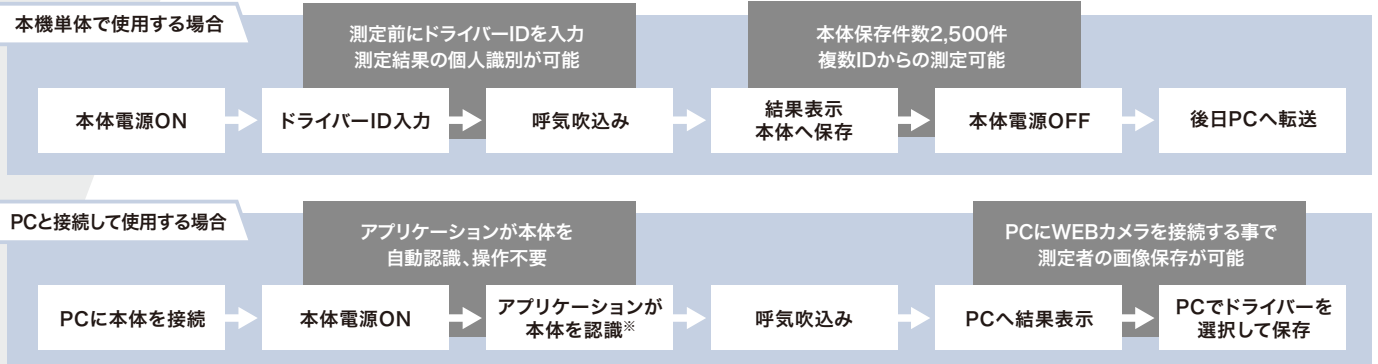 本機単体で使用する場合
測定前にドライバーIDを入力
測定結果の個人識別が可能
本体保存件数2,500件
複数IDからの測定可能
本体電源ON
ドライバーID入力
呼気吹込み
結果表示
本体へ保存
本体電源OFF
後日PCへ転送
PCと接続して使用する場合
アプリケーションが本体を
自動認識、操作不要
PCにWEBカメラを接続する事で
測定者の画像保存が可能
PCに本体を接続
本体電源ON
アプリケーションが
本体を認識※
呼気吹込み
PCへ結果表示
PCでドライバーを
選択して保存